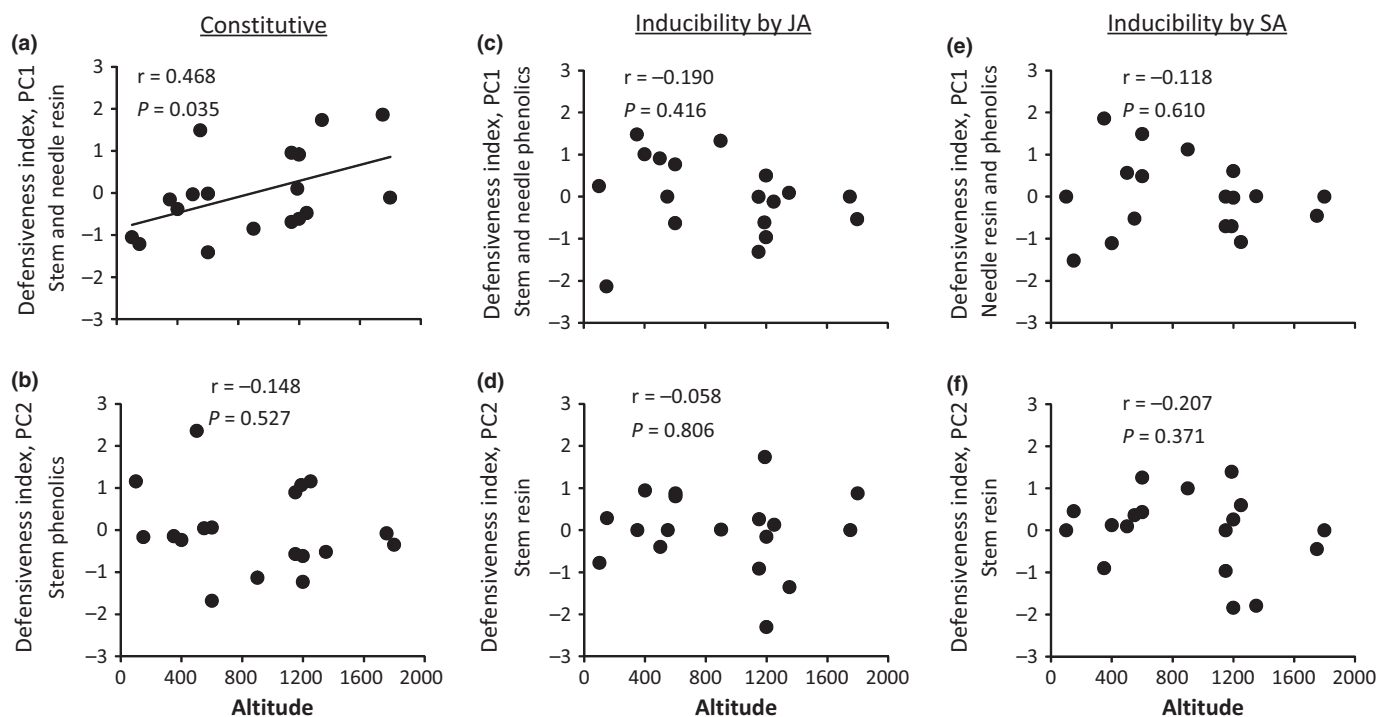 Constitutive
Inducibility by JA
Inducibility by SA
(a)
Defensiveness index, PC1
Stem and needle resin
3
2
1
0
–1
–2
–3
r = 0.468
P = 0.035
(c)
Defensiveness index, PC1
Stem and needle phenolics
3
2
1
0
–1
–2
–3
r = –0.190
P = 0.416
(e)
Defensiveness index, PC1
Needle resin and phenolics
3
2
1
0
–1
–2
–3
r = –0.118
P = 0.610
(b)
Defensiveness index, PC2
Stem phenolics
3
2
1
0
–1
–2
–3
r = –0.148
P = 0.527
0 400 800 1200 1600 2000
Altitude
(d)
Defensiveness index, PC2
Stem resin
3
2
1
0
–1
–2
–3
r = –0.058
P = 0.806
0 400 800 1200 1600 2000
Altitude
(f)
Defensiveness index, PC2
Stem resin
3
2
1
0
–1
–2
–3
r = –0.207
P = 0.371
0 400 800 1200 1600 2000
Altitude